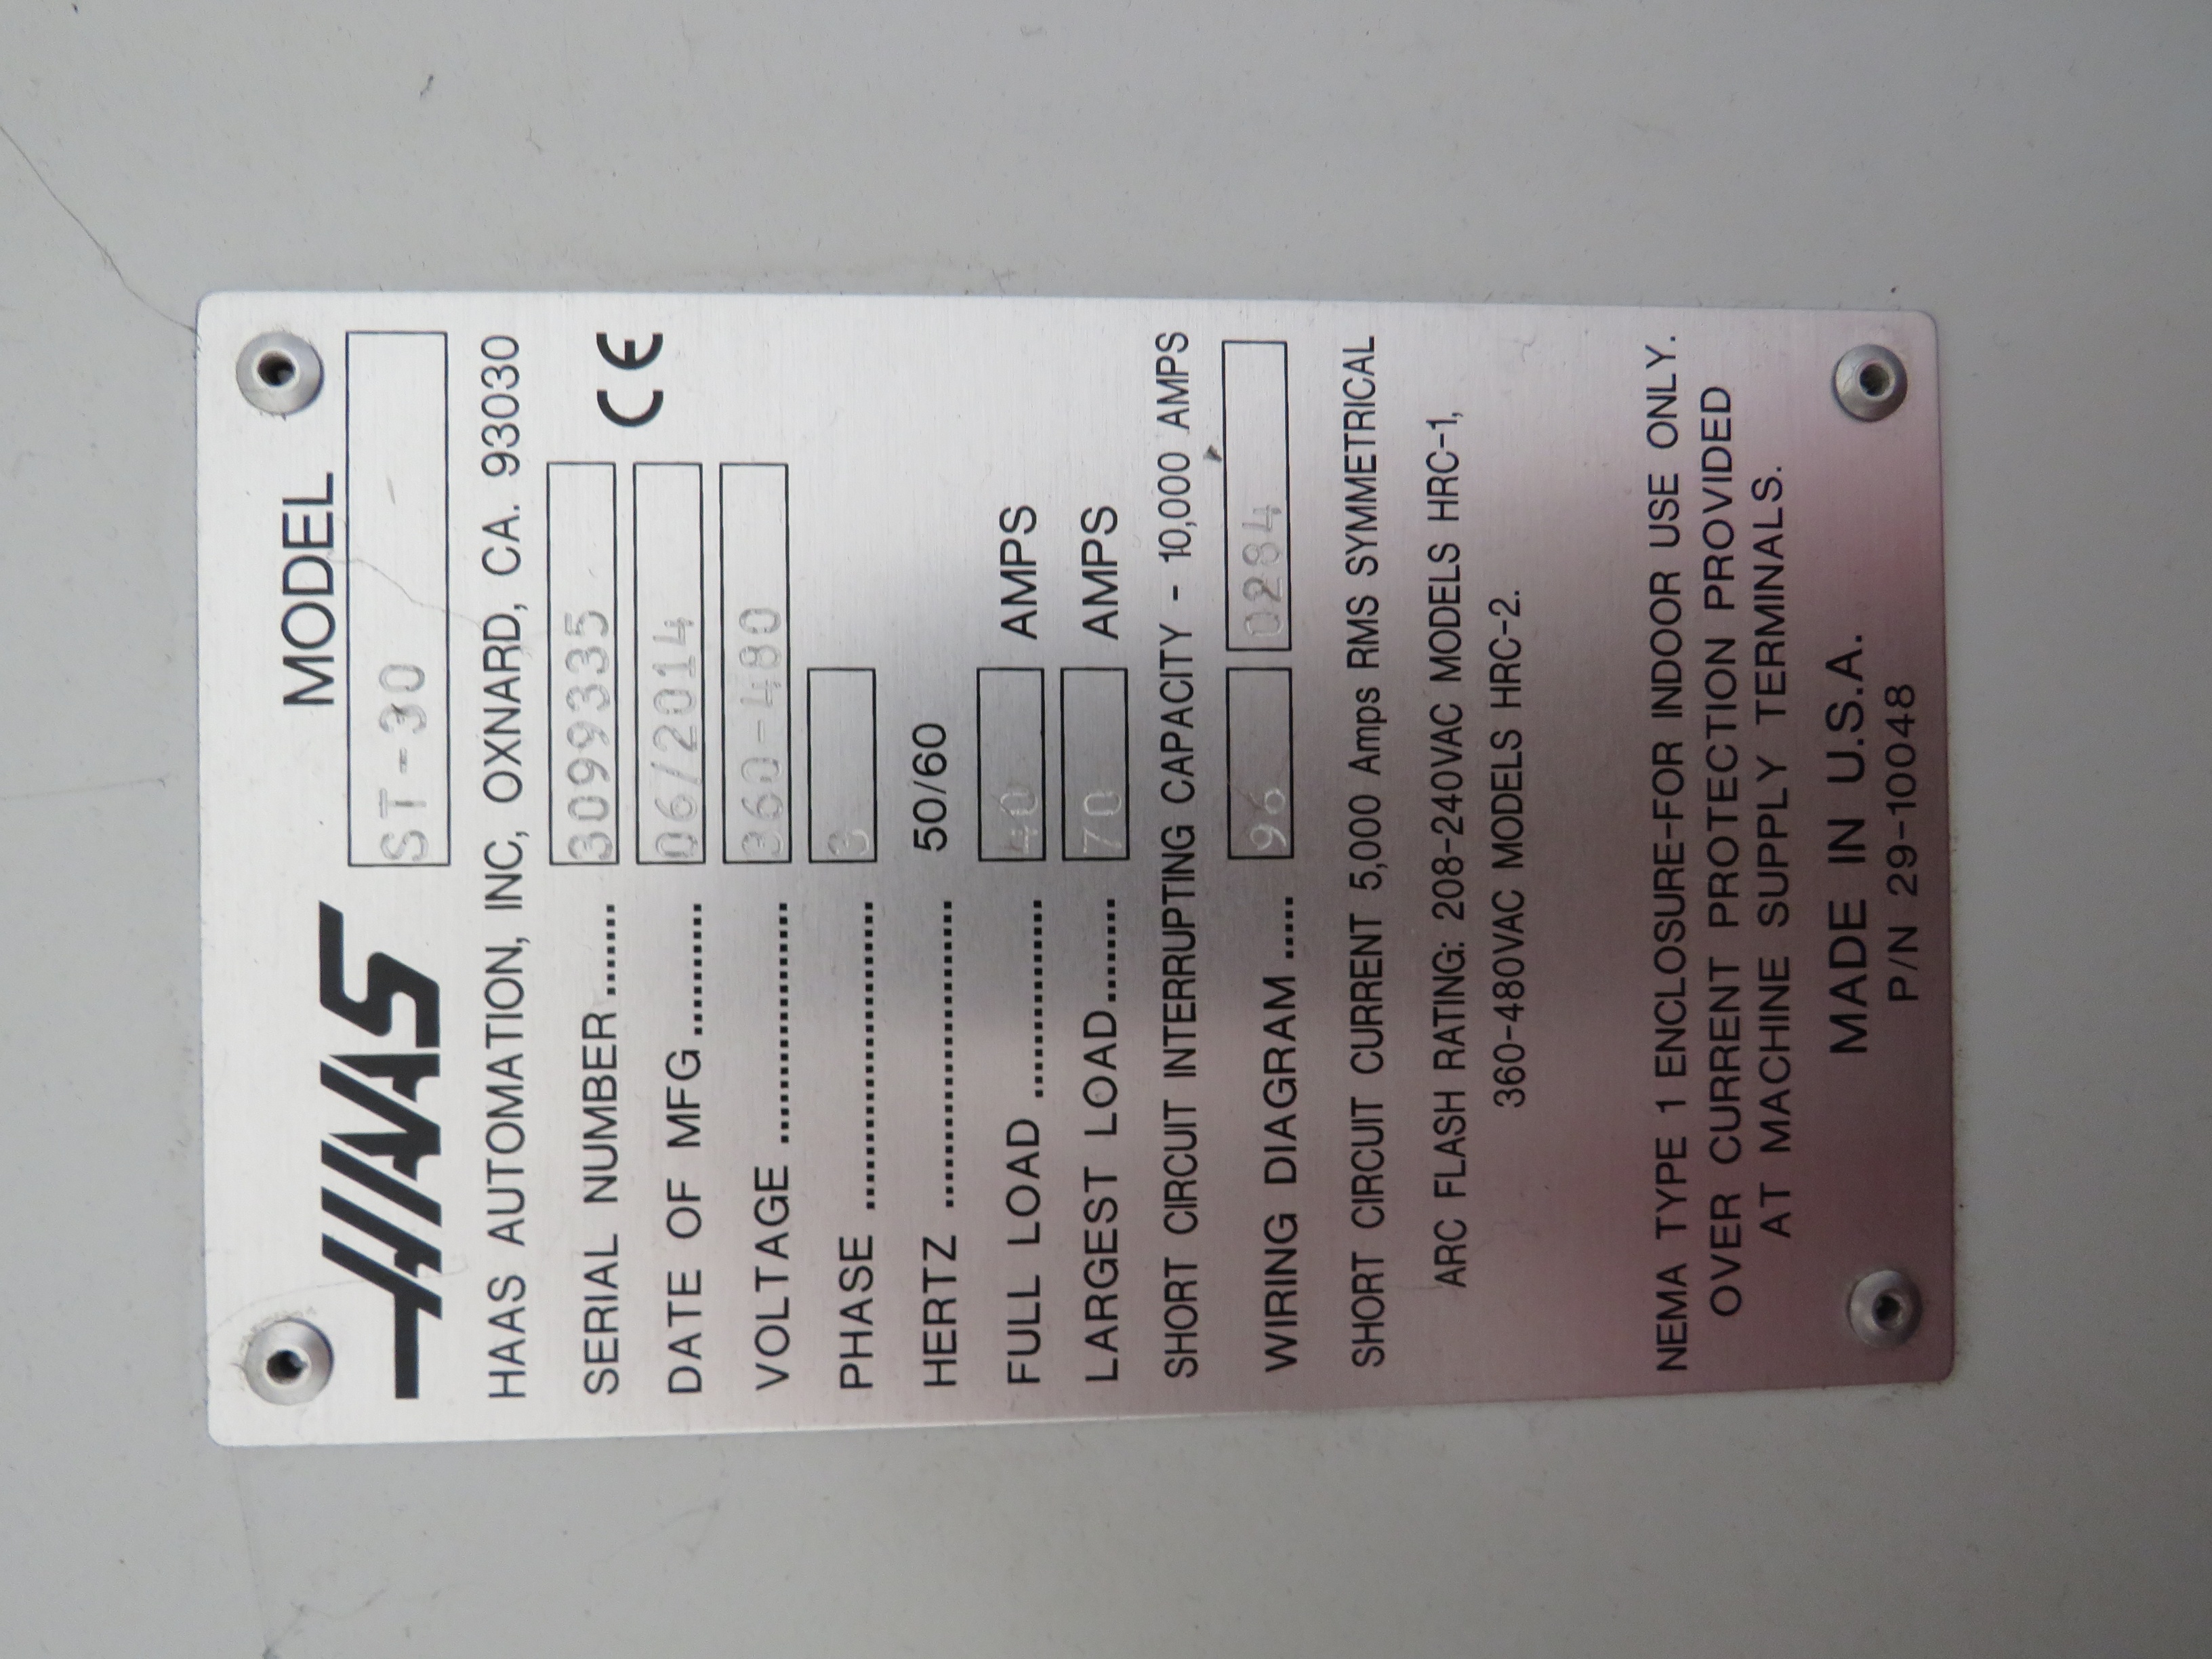 HAAS MODEL
ST-30
HAAS AUTOMATION, INC, OXNARD, CA. 93030
SERIAL NUMBER....... 3099335
DATE OF MFG.......... 06/2014 CE
VOLTAGE .................. 360-480
PHASE ....................... 3
HERTZ ....................... 50/60
FULL LOAD ............... 40 AMPS
LARGEST LOAD........ 70 AMPS
SHORT CIRCUIT INTERRUPTING CAPACITY - 10,000 AMPS
WIRING DIAGRAM ..... 96 0284
SHORT CIRCUIT CURRENT 5,000 Amps RMS SYMMETRICAL
ARC FLASH RATING: 208-240VAC MODELS HRC-1,
360-480VAC MODELS HRC-2.
NEMA TYPE 1 ENCLOSURE-FOR INDOOR USE ONLY.
OVER CURRENT PROTECTION PROVIDED
AT MACHINE SUPPLY TERMINALS.
MADE IN U.S.A.
P/N 29-10048